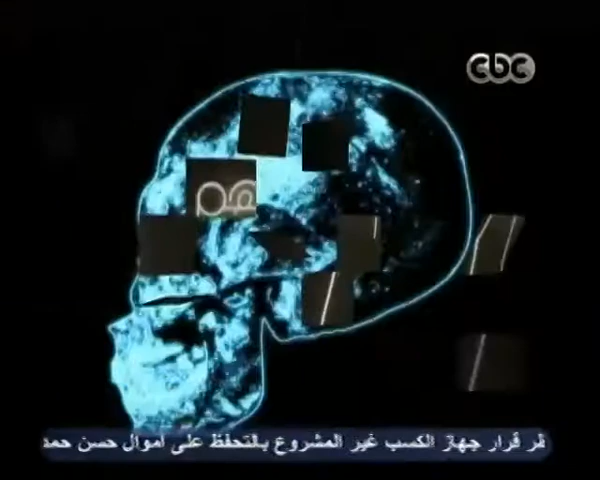 cbc
قرار جهاز الكسب غير المشروع بالتحفظ على أموال حسن حمد